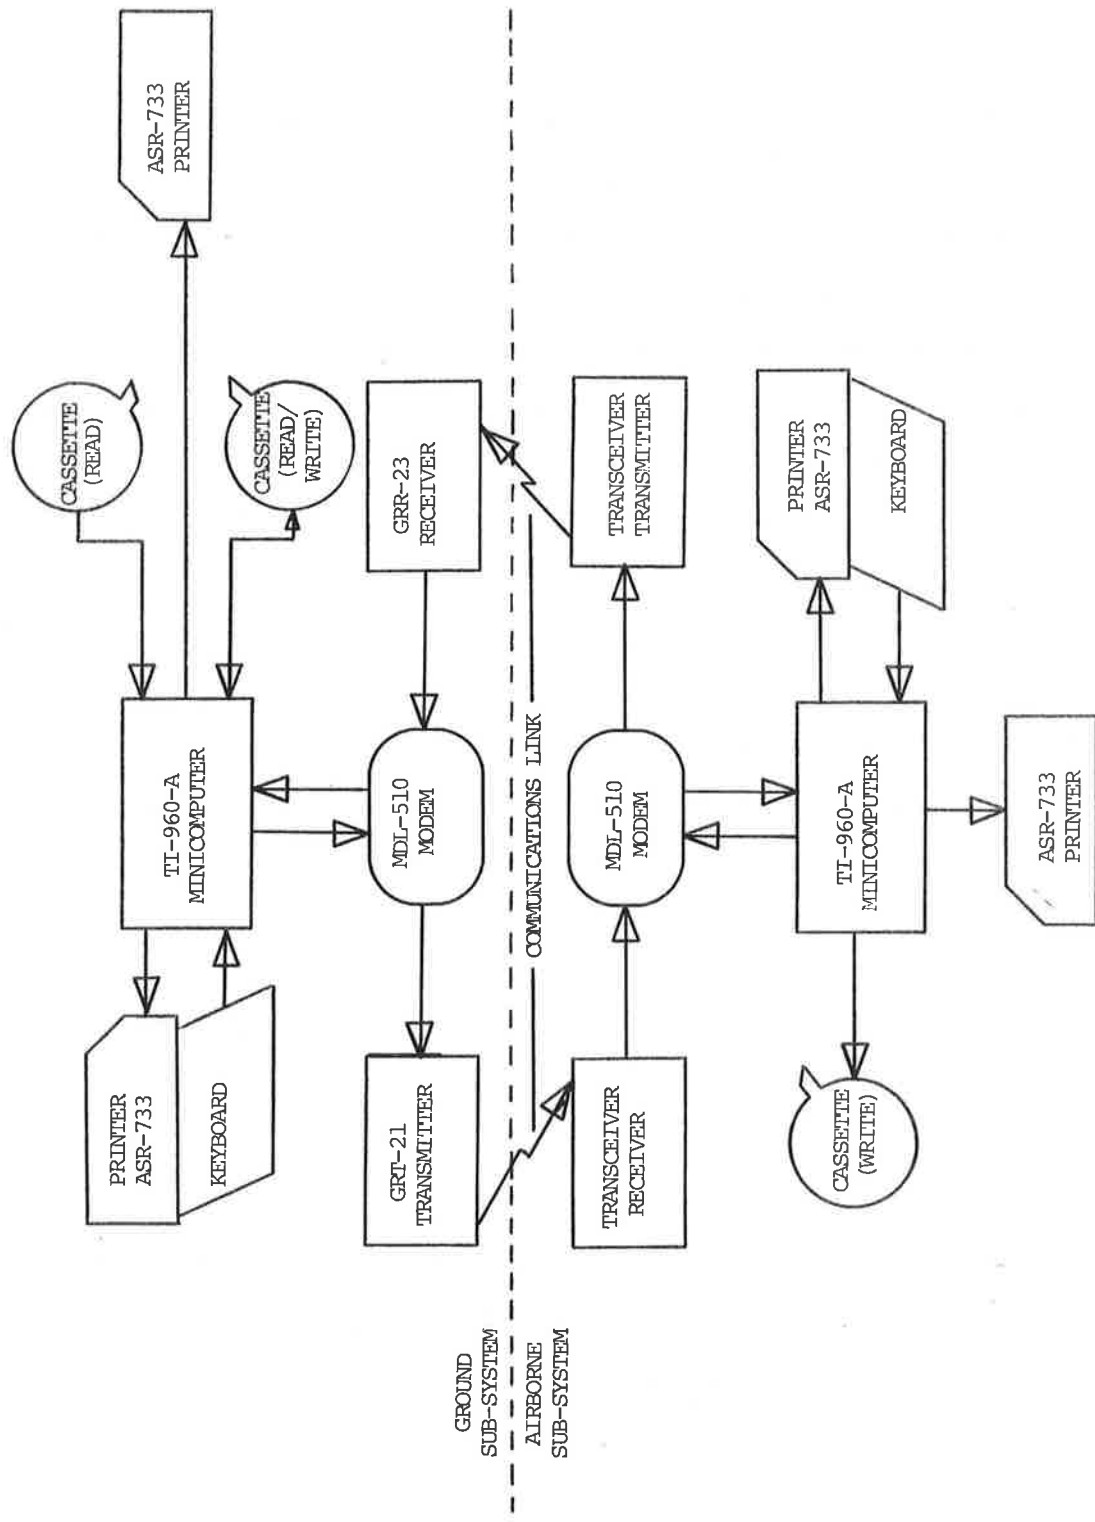 PRINTER
ASR-733
KEYBOARD
TI-960-A
MINICOMPUTER
CASSETTE
(READ)
CASSETTE
(READ/
WRITE)
ASR-733
PRINTER
GRT-21
TRANSMITTER
MDL-510
MODEM
GRR-23
RECEIVER
GROUND
SUB-SYSTEM
COMMUNICATIONS LINK
AIRBORNE
SUB-SYSTEM
TRANSCEIVER
RECEIVER
MDL-510
MODEM
TRANSCEIVER
TRANSMITTER
CASSETTE
(WRITE)
TI-960-A
MINICOMPUTER
PRINTER
ASR-733
KEYBOARD
ASR-733
PRINTER